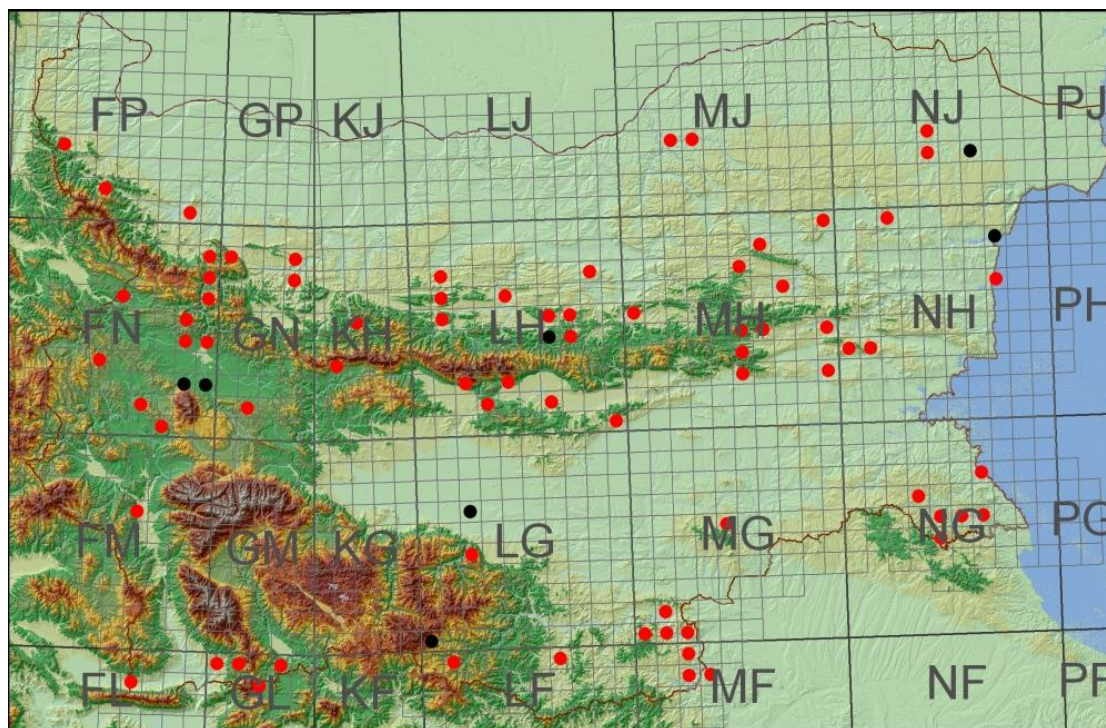 FP GP KJ LJ MJ NJ PJ
FN GN KH LH MH NH PH
FM GM KG LG MG NG PG
FL GL KF LF MF NF PF